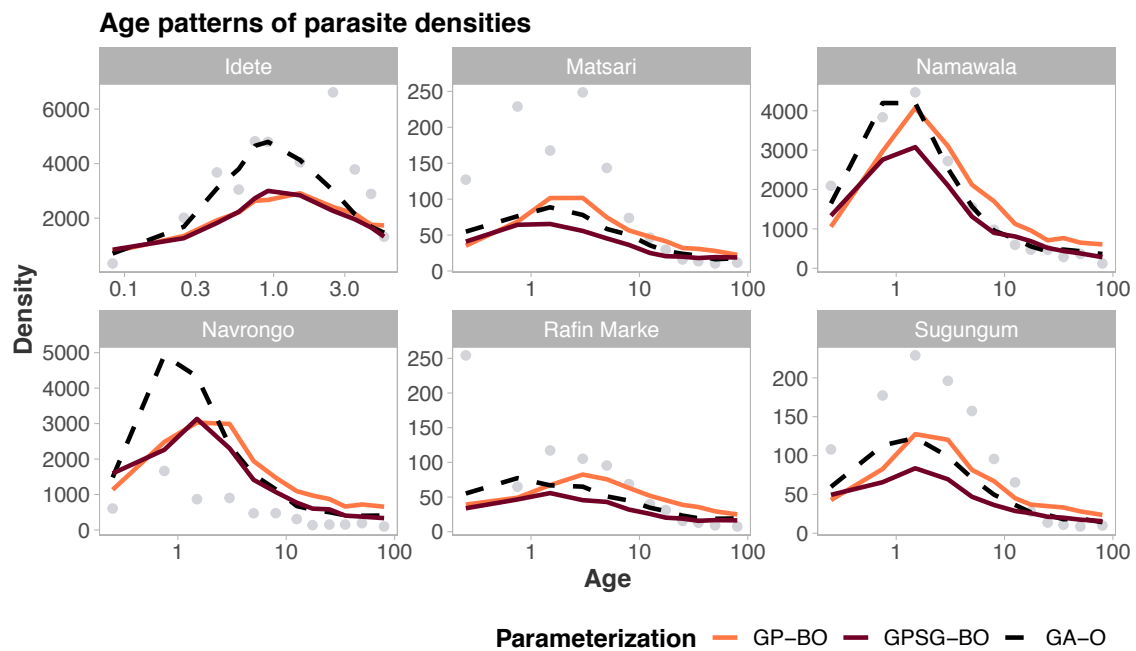 Age patterns of parasite densities
Idete
Matsari
Namawala
6000
4000
2000
0.1 0.3 1.0 3.0
250
200
150
100
50
0
1 10 100
4000
3000
2000
1000
0
1 10 100
Density
Navrongo
Rafin Marke
Sugungum
5000
4000
3000
2000
1000
0
1 10 100
250
200
150
100
50
0
1 10 100
200
150
100
50
0
1 10 100
Age
Parameterization GP−BO GPSG−BO GA−O